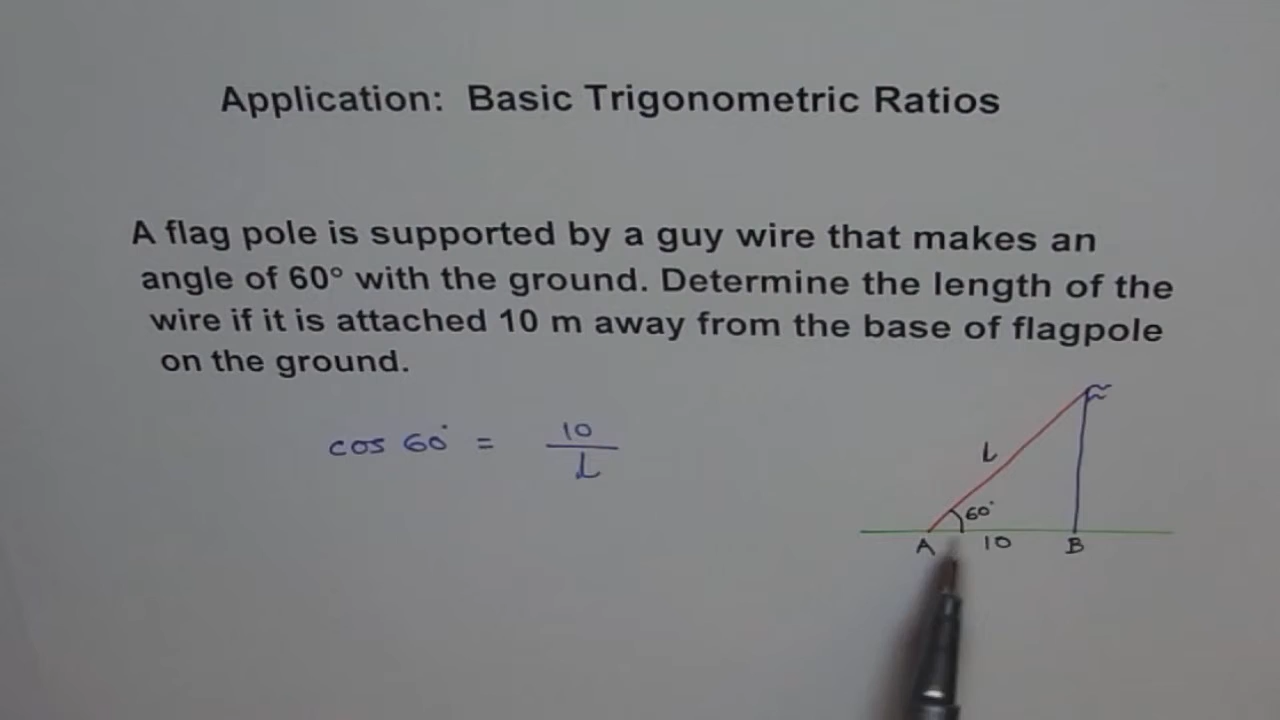 Application: Basic Trigonometric Ratios
A flag pole is supported by a guy wire that makes an
angle of 60° with the ground. Determine the length of the
wire if it is attached 10 m away from the base of flagpole
on the ground.
cos 60° = 10/L
L
60°
A 10 B